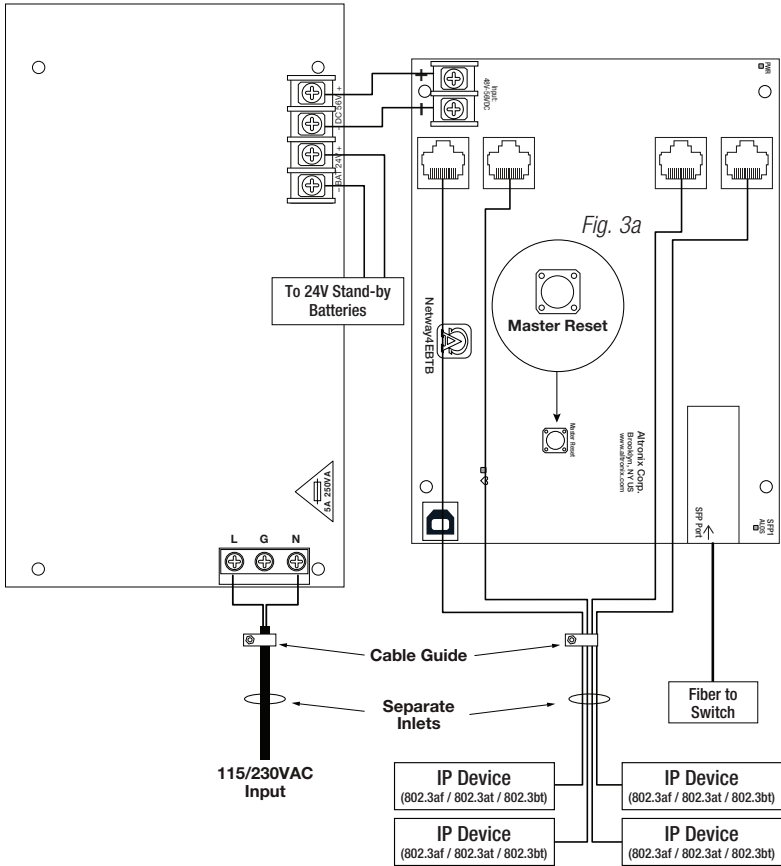 +
DC 56V
–
+
BAT 24V
–
Input:
48V-56VDC
+
PWR
To 24V Stand-by
Batteries
Fig. 3a
Master Reset
Netway4EBTB
Master Reset
Altronix Corp.
Brooklyn, NY US
www.altronix.com
5A 250VA
L G N
SFP Port
SFP1
Cable Guide
Separate
Inlets
115/230VAC
Input
Fiber to
Switch
IP Device
(802.3af / 802.3at / 802.3bt)
IP Device
(802.3af / 802.3at / 802.3bt)
IP Device
(802.3af / 802.3at / 802.3bt)
IP Device
(802.3af / 802.3at / 802.3bt)